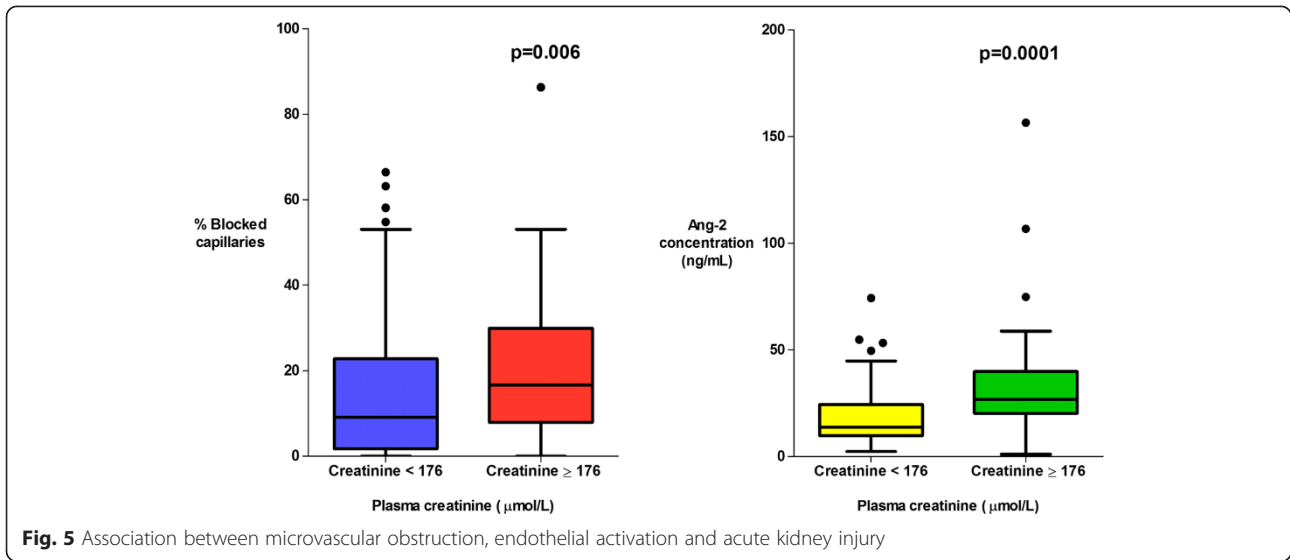 p=0.006
100
80
60
40
20
0
% Blocked
capillaries
Creatinine < 176
Creatinine ≥ 176
Plasma creatinine ( μmol/L)
p=0.0001
200
150
100
50
0
Ang-2
concentration
(ng/mL)
Creatinine < 176
Creatinine ≥ 176
Plasma creatinine ( μmol/L)
Fig. 5 Association between microvascular obstruction, endothelial activation and acute kidney injury